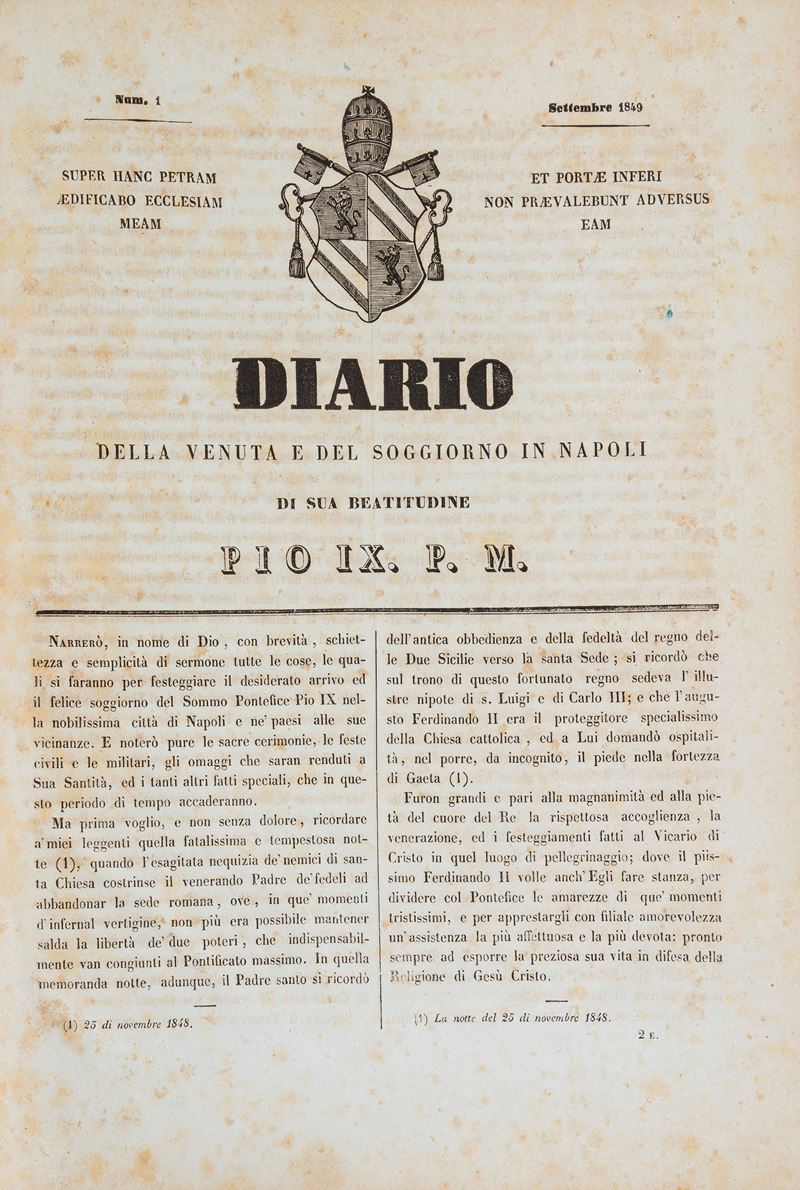 Num. 1
Settembre 1849
SUPER HANC PETRAM
ÆDIFICABO ECCLESIAM
MEAM
ET PORTÆ INFERI
NON PRÆVALEBUNT ADVERSUS
EAM
DIARIO
DELLA VENUTA E DEL SOGGIORNO IN NAPOLI
DI SUA BEATITUDINE
PIO IX. P. M.
NARRERÒ, in nome di Dio , con brevità , schiet-
tezza e semplicità di sermone tutte le cose, le qua-
li si faranno per festeggiare il desiderato arrivo ed
il felice soggiorno del Sommo Pontefice Pio IX nel-
la nobilissima città di Napoli e ne' paesi alle sue
vicinanze. E noterò pure le sacre cerimonie, le feste
civili e le militari, gli omaggi che saran renduti a
Sua Santità, ed i tanti altri fatti speciali, che in que-
sto periodo di tempo accaderanno.
Ma prima voglio, e non senza dolore, ricordare
a' miei leggenti quella fatalissima e tempestosa not-
te (1), quando l'esagitata nequizia de' nemici di san-
ta Chiesa costrinse il venerando Padre de' fedeli ad
abbandonar la sede romana , ove , in que' momenti
d'infernal vertigine, non più era possibile mantener
salda la libertà de' due poteri , che indispensabil-
mente van congiunti al Pontificato massimo. In quella
memoranda notte, adunque, il Padre santo si ricordò
(1) 25 di novembre 1848.
dell'antica obbedienza e della fedeltà del regno del-
le Due Sicilie verso la santa Sede ; si ricordò che
sul trono di questo fortunato regno sedeva l' illu-
stre nipote di s. Luigi e di Carlo III; e che l'augu-
sto Ferdinando II era il proteggitore specialissimo
della Chiesa cattolica , ed a Lui domandò ospitali-
tà, nel porre, da incognito, il piede nella fortezza
di Gaeta (1).
Furon grandi e pari alla magnanimità ed alla pie-
tà del cuore del Re la rispettosa accoglienza , la
venerazione, ed i festeggiamenti fatti al Vicario di
Cristo in quel luogo di pellegrinaggio; dove il piis-
simo Ferdinando II volle anch'Egli fare stanza, per
dividere col Pontefice le amarezze di que' momenti
tristissimi, e per apprestargli con filiale amorevolezza
un'assistenza la più affettuosa e la più devota: pronto
sempre ad esporre la preziosa sua vita in difesa della
Religione di Gesù Cristo.
(1) La notte del 25 di novembre 1848.
2 E.